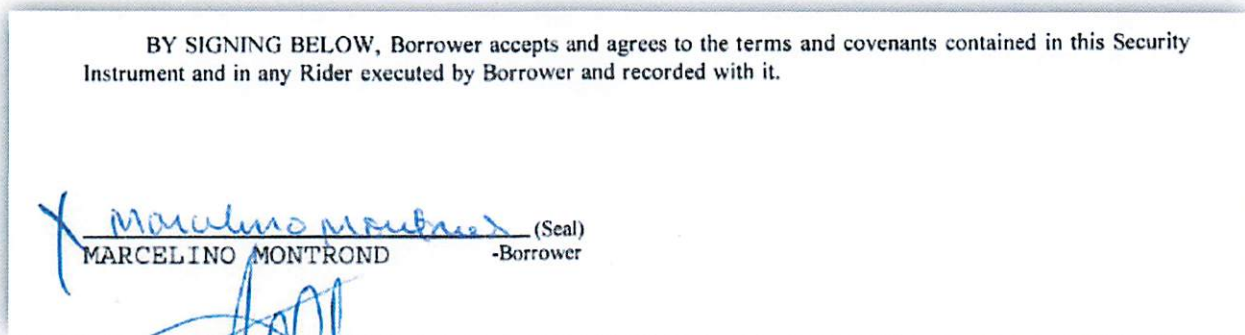 BY SIGNING BELOW, Borrower accepts and agrees to the terms and covenants contained in this Security
Instrument and in any Rider executed by Borrower and recorded with it.
X Marcelino Montrond (Seal)
MARCELINO MONTROND -Borrower